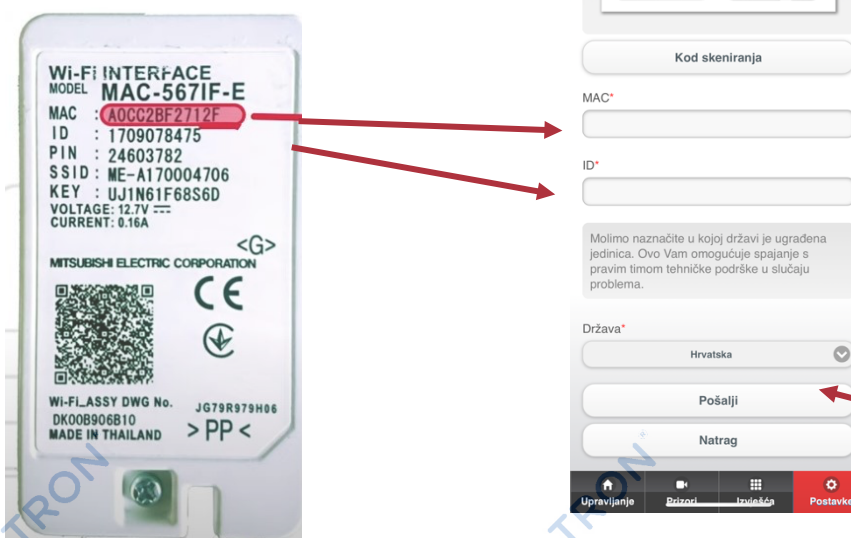 Wi-Fi INTERFACE
MODEL MAC-567IF-E
MAC : A0CC2BF2712F
ID : 1709078475
PIN : 24603782
SSID : ME-A170004706
KEY : UJ1N61F68S6D
VOLTAGE: 12.7V ⎓
CURRENT: 0.16A
<G>
MITSUBISHI ELECTRIC CORPORATION
CE
Wi-Fi_ASSY DWG No. JG79R979H06
DK00B906B10
MADE IN THAILAND >PP<
TRON
Kod skeniranja
MAC*
ID*
Molimo naznačite u kojoj državi je ugrađena
jedinica. Ovo Vam omogućuje spajanje s
pravim timom tehničke podrške u slučaju
problema.
Država*
Hrvatska
Pošalji
Natrag
Upravljanje Prizori Izvješća Postavke
TRON